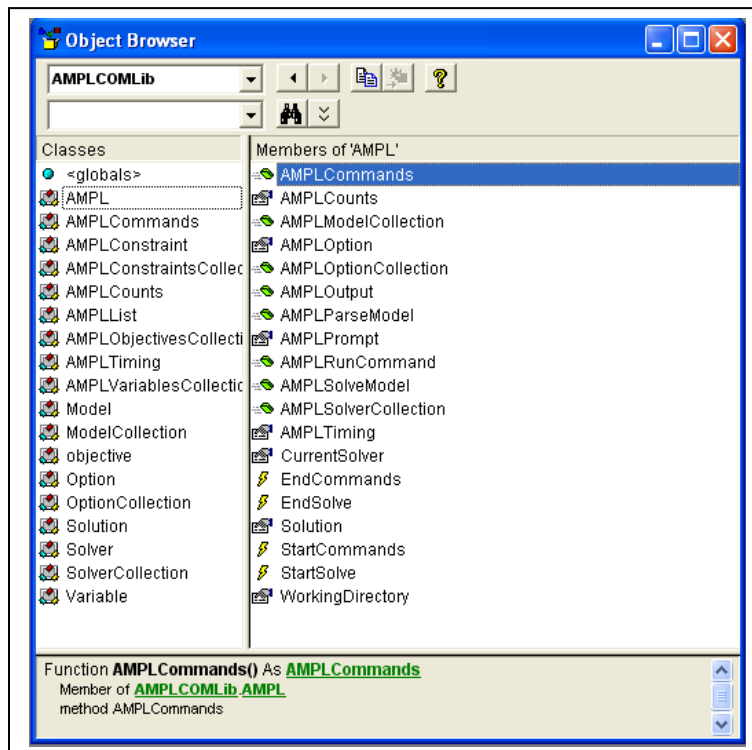 Object Browser
AMPLCOMLib
Classes
<globals>
AMPL
AMPLCommands
AMPLConstraint
AMPLConstraintsCollec
AMPLCounts
AMPLList
AMPLObjectivesCollecti
AMPLTiming
AMPLVariablesCollectic
Model
ModelCollection
objective
Option
OptionCollection
Solution
Solver
SolverCollection
Variable
Members of 'AMPL'
AMPLCommands
AMPLCounts
AMPLModelCollection
AMPLOption
AMPLOptionCollection
AMPLOutput
AMPLParseModel
AMPLPrompt
AMPLRunCommand
AMPLSolveModel
AMPLSolverCollection
AMPLTiming
CurrentSolver
EndCommands
EndSolve
Solution
StartCommands
StartSolve
WorkingDirectory
Function AMPLCommands() As AMPLCommands
Member of AMPLCOMLib.AMPL
method AMPLCommands